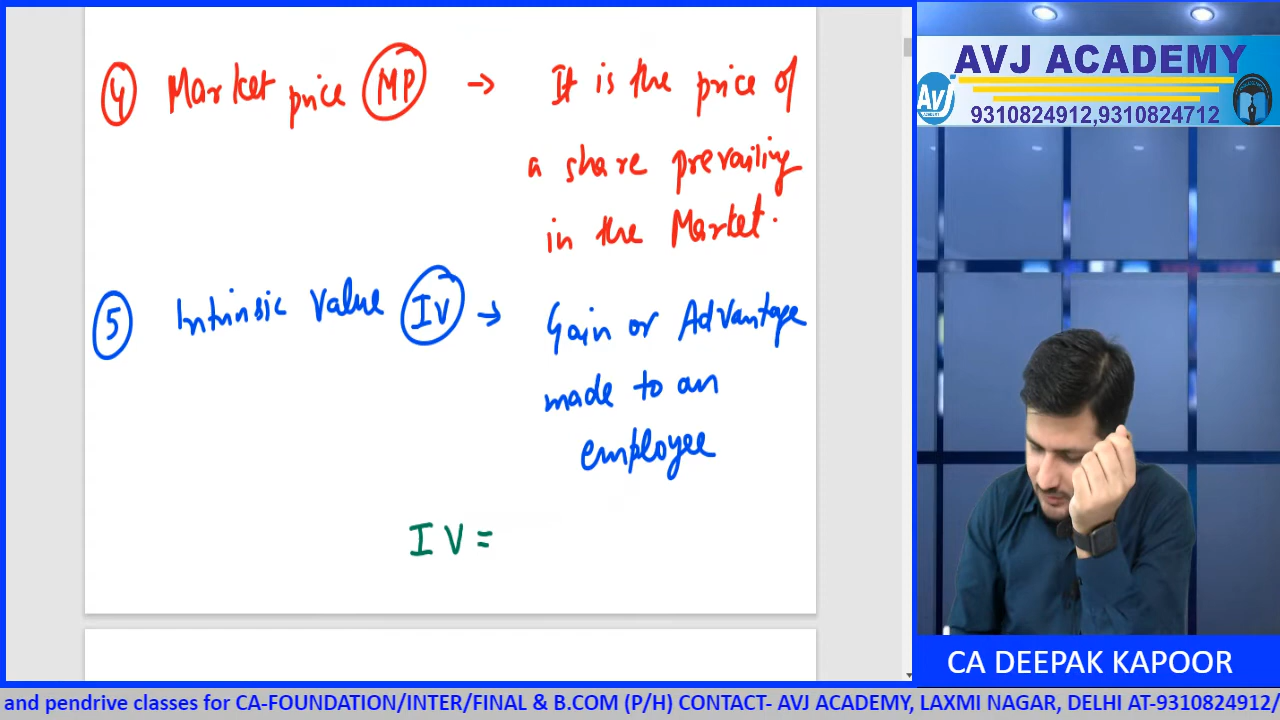 ④ Market price (MP) → It is the price of
a share prevailing
in the Market.
⑤ Intrinsic Value (IV) → Gain or Advantage
made to an
employee
IV =
AVJ ACADEMY
AVJ
ACADEMY
9310824912,9310824712
CA DEEPAK KAPOOR
and pendrive classes for CA-FOUNDATION/INTER/FINAL & B.COM (P/H) CONTACT- AVJ ACADEMY, LAXMI NAGAR, DELHI AT-9310824912/